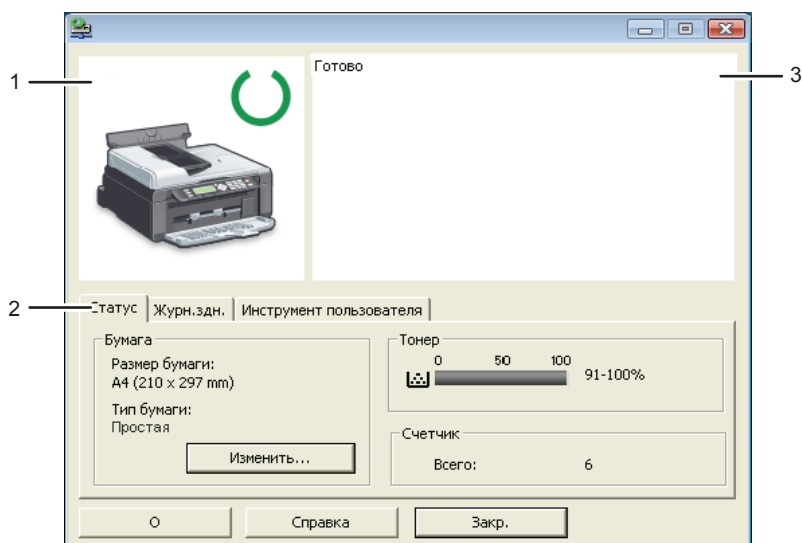 1
Готово
3
2
Статус
Журн.здн.
Инструмент пользователя
Бумага
Размер бумаги:
A4 (210 x 297 mm)
Тип бумаги:
Простая
Изменить...
Тонер
0 50 100
91-100%
Счетчик
Всего: 6
О
Справка
Закр.